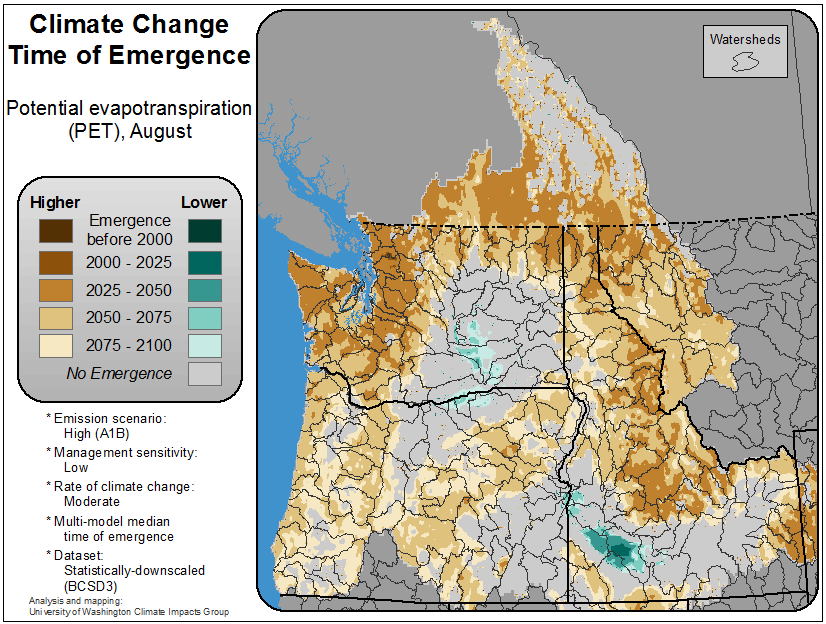 Climate Change
Time of Emergence
Potential evapotranspiration
(PET), August
Higher
Lower
Emergence
before 2000
2000 - 2025
2025 - 2050
2050 - 2075
2075 - 2100
No Emergence
* Emission scenario:
High (A1B)
* Management sensitivity:
Low
* Rate of climate change:
Moderate
* Multi-model median
time of emergence
* Dataset:
Statistically-downscaled
(BCSD3)
Analysis and mapping:
University of Washington Climate Impacts Group
Watersheds